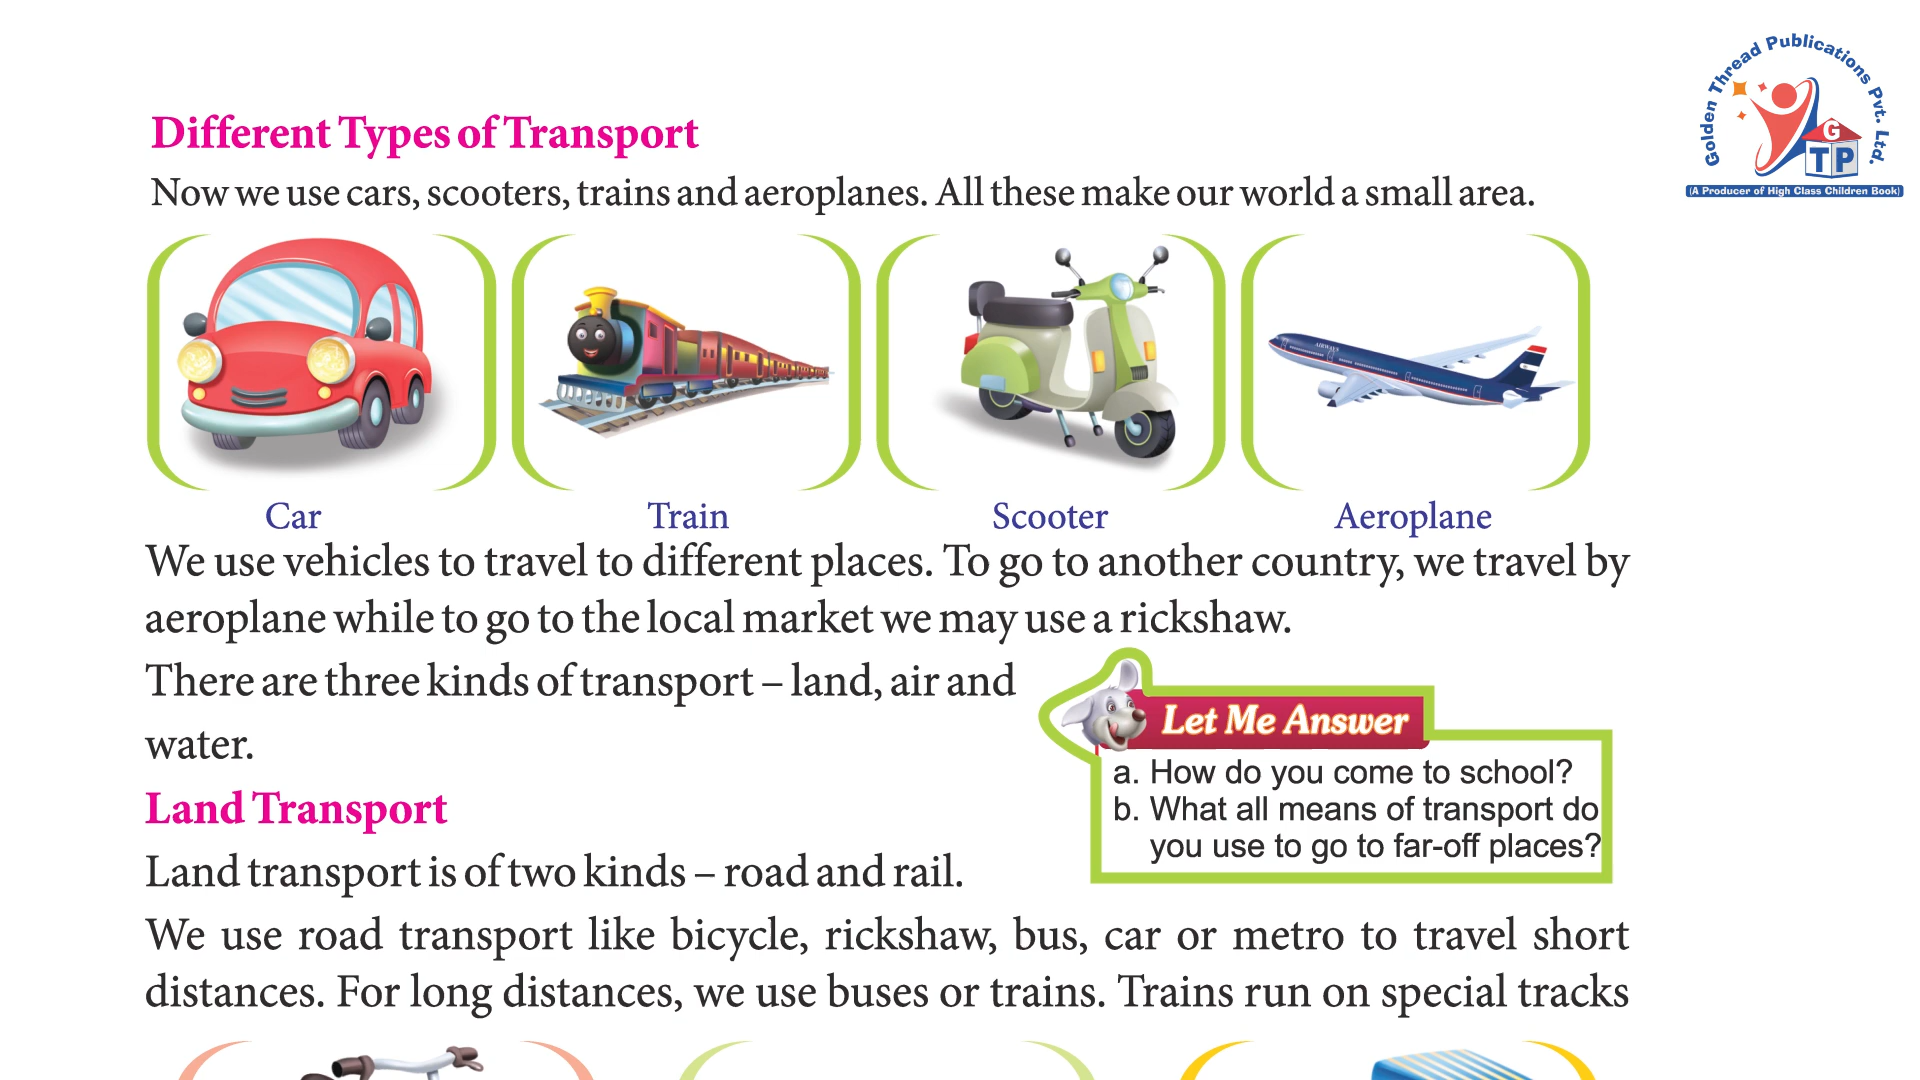 Golden Thread Publications Pvt. Ltd.
G
TP
(A Producer of High Class Children Book)
Different Types of Transport
Now we use cars, scooters, trains and aeroplanes. All these make our world a small area.
AIRWAYS
Car Train Scooter Aeroplane
We use vehicles to travel to different places. To go to another country, we travel by
aeroplane while to go to the local market we may use a rickshaw.
There are three kinds of transport – land, air and
water.
Let Me Answer
a. How do you come to school?
b. What all means of transport do
you use to go to far-off places?
Land Transport
Land transport is of two kinds – road and rail.
We use road transport like bicycle, rickshaw, bus, car or metro to travel short
distances. For long distances, we use buses or trains. Trains run on special tracks